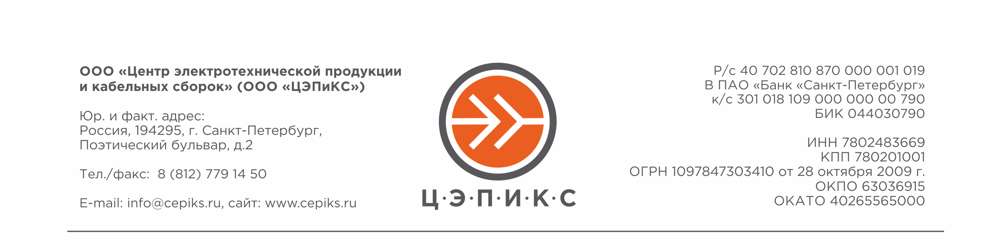 ООО «Центр электротехнической продукции
и кабельных сборок» (ООО «ЦЭПиКС»)
Юр. и факт. адрес:
Россия, 194295, г. Санкт-Петербург,
Поэтический бульвар, д.2
Тел./факс:  8 (812) 779 14 50
E-mail: info@cepiks.ru, сайт: www.cepiks.ru
Ц·Э·П·И·К·С
Р/с 40 702 810 870 000 001 019
В ПАО «Банк «Санкт-Петербург»
к/с 301 018 109 000 000 00 790
БИК 044030790
ИНН 7802483669
КПП 780201001
ОГРН 1097847303410 от 28 октября 2009 г.
ОКПО 63036915
ОКАТО 40265565000